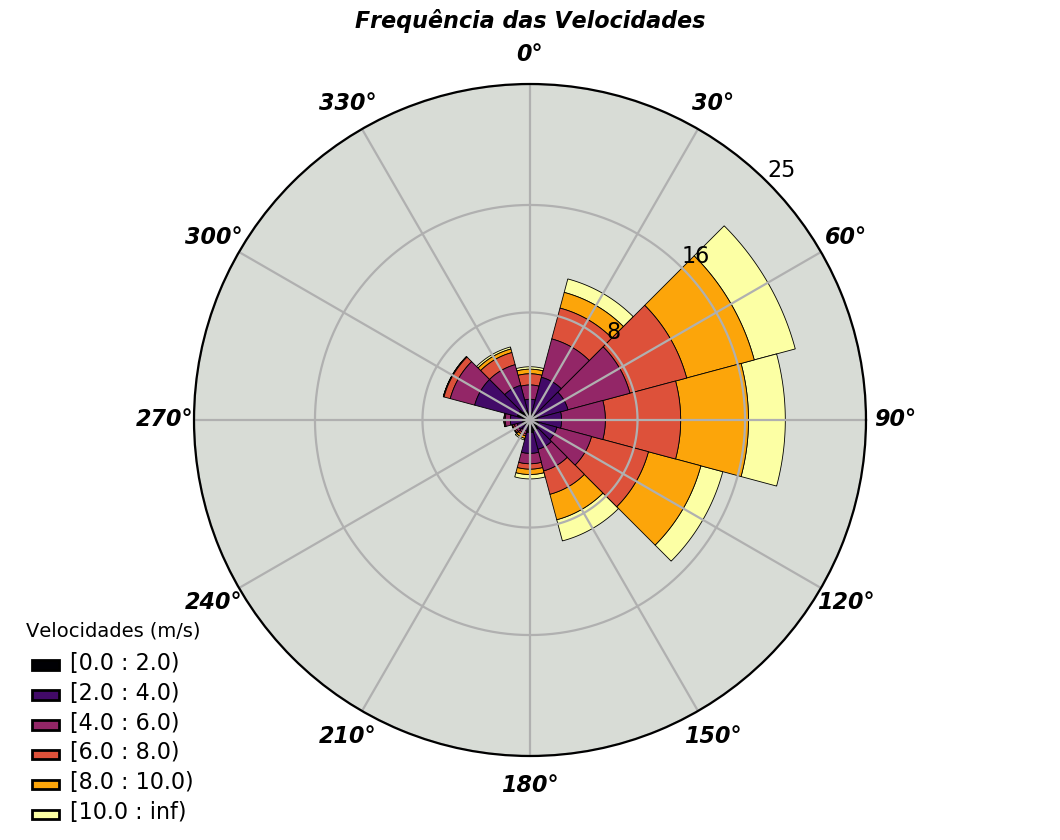 Frequência das Velocidades
0°
330°
30°
25
300°
60°
16
8
270°
90°
240°
120°
210°
150°
180°
Velocidades (m/s)
[0.0 : 2.0)
[2.0 : 4.0)
[4.0 : 6.0)
[6.0 : 8.0)
[8.0 : 10.0)
[10.0 : inf)